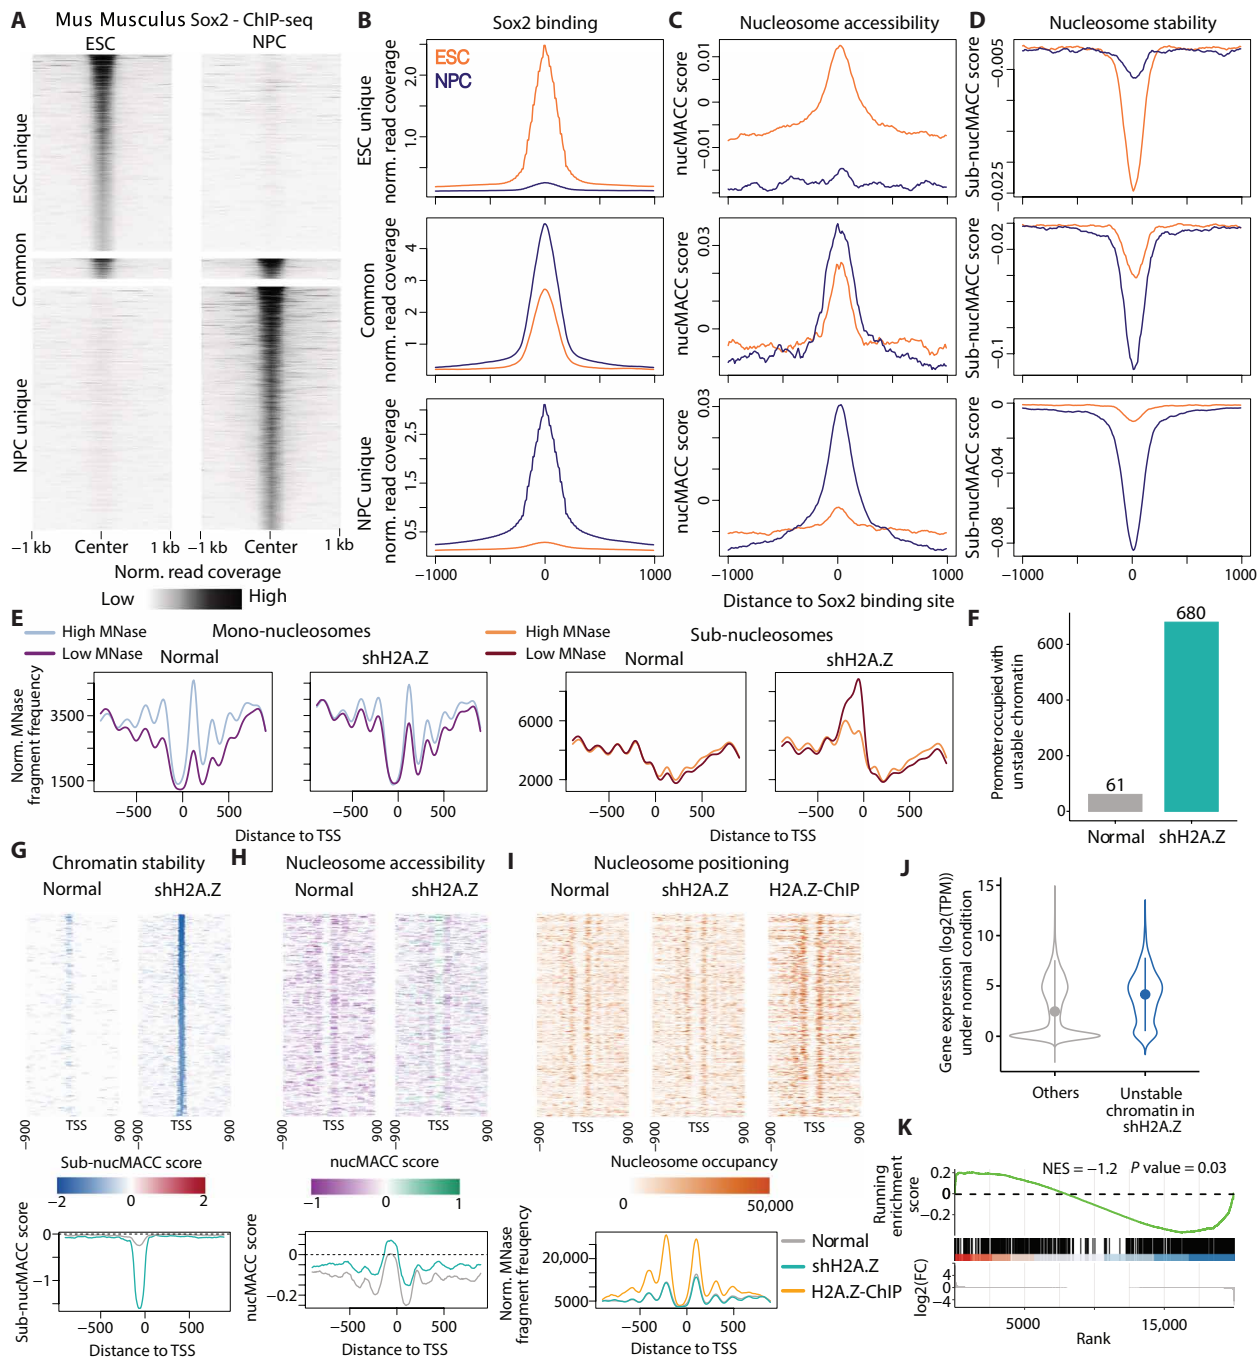 A
Mus Musculus Sox2 - ChIP-seq
ESC
NPC
ESC unique
Common
NPC unique
−1 kb
Center
1 kb
−1 kb
Center
1 kb
Norm. read coverage
Low
High
B
Sox2 binding
ESC
NPC
ESC unique
norm. read coverage
2.0
1.0
Common
norm. read coverage
4
3
2
1
NPC unique
norm. read coverage
2.5
1.5
0.5
−1000
0
1000
C
Nucleosome accessibility
nucMACC score
0.01
0
−0.01
nucMACC score
0.03
0
nucMACC score
0.03
0
−1000
0
1000
Distance to Sox2 binding site
D
Nucleosome stability
Sub-nucMACC score
−0.005
−0.025
Sub-nucMACC score
−0.02
−0.1
Sub-nucMACC score
0
−0.04
−0.08
−1000
0
1000
E
High MNase
Low MNase
Mono-nucleosomes
Normal
shH2A.Z
Norm. MNase
fragment frequency
3500
1500
−500
0
500
−500
0
500
Distance to TSS
High MNase
Low MNase
Sub-nucleosomes
Normal
shH2A.Z
6000
2000
−500
0
500
−500
0
500
Distance to TSS
F
Promoter occupied with
unstable chromatin
600
400
200
0
61
680
Normal
shH2A.Z
G
Chromatin stability
Normal
shH2A.Z
−900
TSS
900
−900
TSS
900
Sub-nucMACC score
−2
0
2
Sub-nucMACC score
0
−1
−500
0
500
Distance to TSS
H
Nucleosome accessibility
Normal
shH2A.Z
−900
TSS
900
−900
TSS
900
nucMACC score
−1
0
1
nucMACC score
0
−0.2
−500
0
500
Distance to TSS
I
Nucleosome positioning
Normal
shH2A.Z
H2A.Z-ChIP
−900
TSS
900
−900
TSS
900
−900
TSS
900
Nucleosome occupancy
0
50,000
Norm. MNase
fragment freuqency
20,000
5000
−500
0
500
Distance to TSS
Normal
shH2A.Z
H2A.Z-ChIP
J
Gene expression (log2(TPM))
under normal condition
15
10
5
0
Others
Unstable
chromatin in
shH2A.Z
K
Running
enrichment
score
0.2
0
−0.2
NES = −1.2
P value = 0.03
log2(FC)
4
0
−4
5000
15,000
Rank